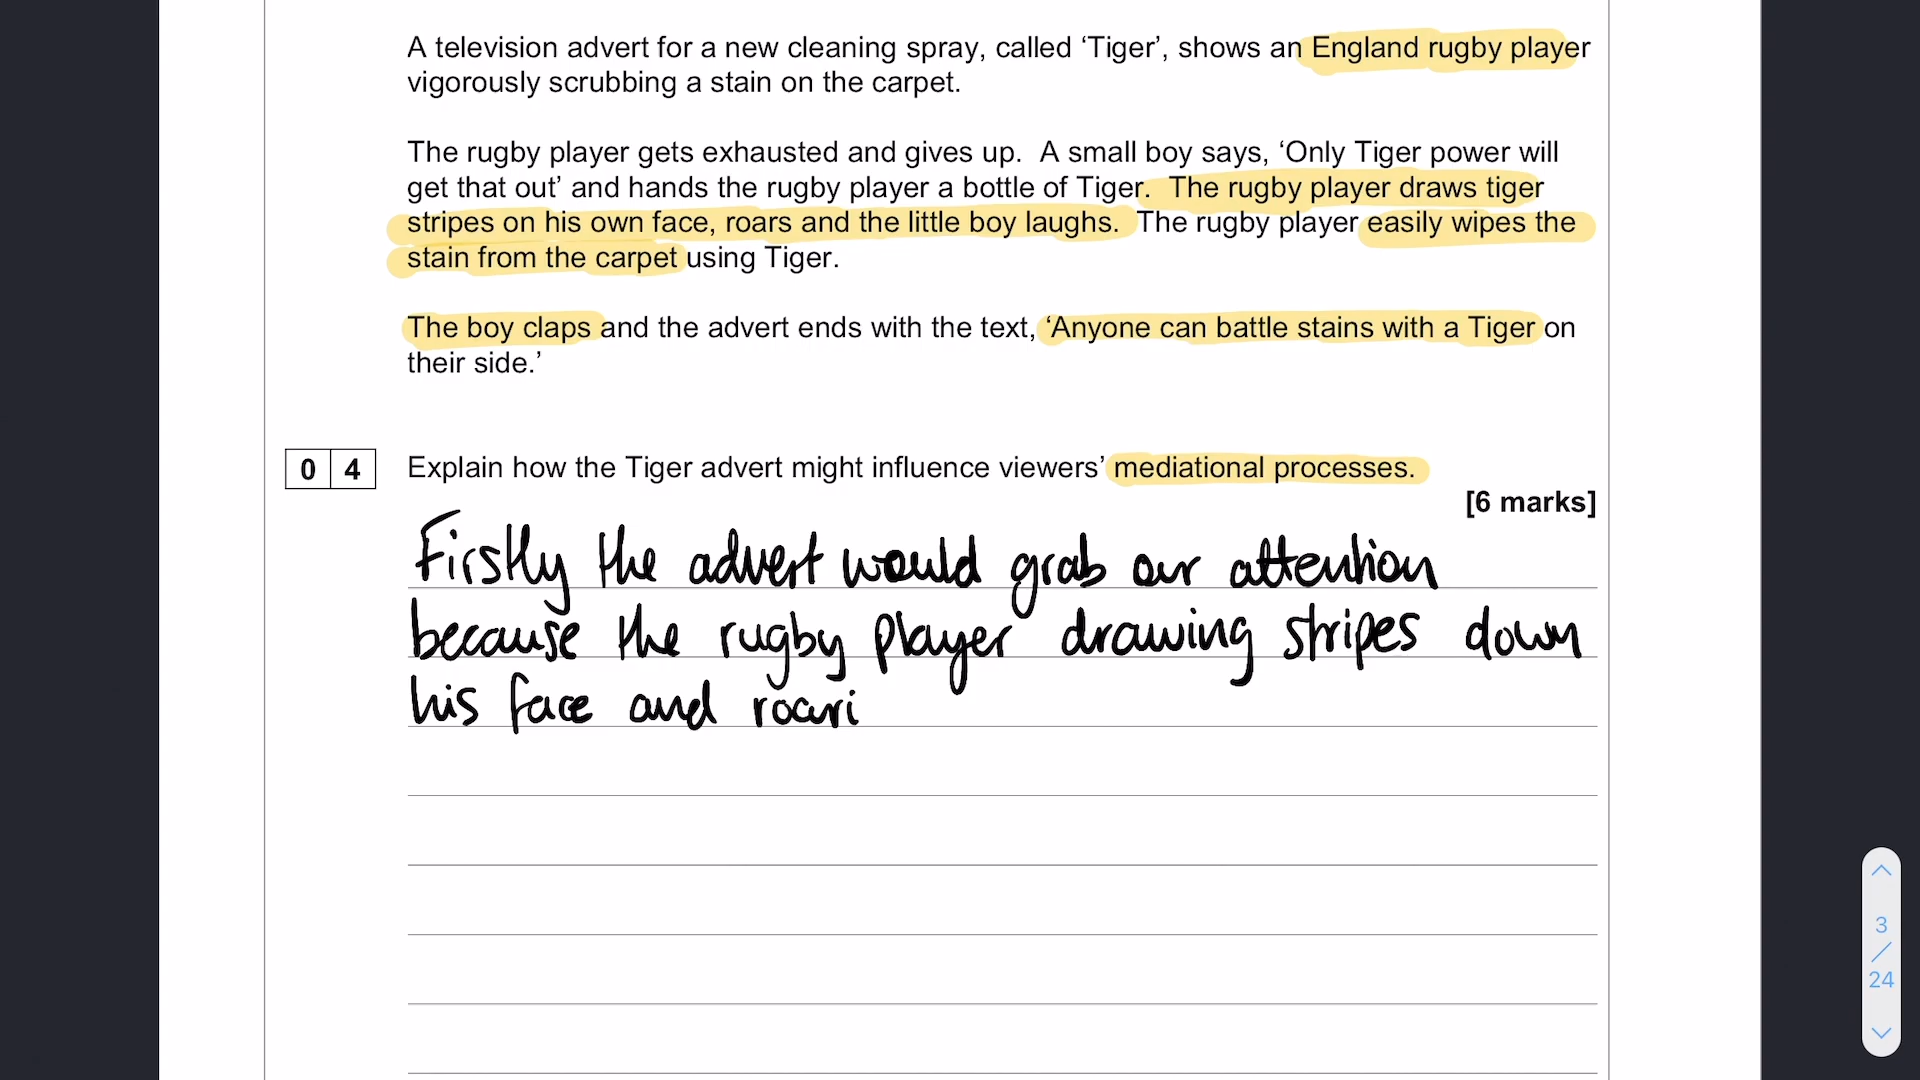 A television advert for a new cleaning spray, called ‘Tiger’, shows an England rugby player
vigorously scrubbing a stain on the carpet.
The rugby player gets exhausted and gives up.  A small boy says, ‘Only Tiger power will
get that out’ and hands the rugby player a bottle of Tiger.  The rugby player draws tiger
stripes on his own face, roars and the little boy laughs.  The rugby player easily wipes the
stain from the carpet using Tiger.
The boy claps and the advert ends with the text, ‘Anyone can battle stains with a Tiger on
their side.’
0 4 Explain how the Tiger advert might influence viewers’ mediational processes.
[6 marks]
Firstly the advert would grab our attention
because the rugby player drawing stripes down
his face and roari
3
/
24